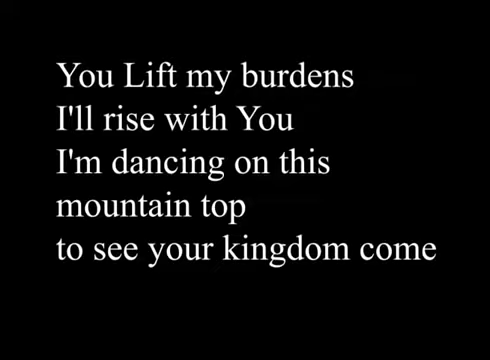 You Lift my burdens
I'll rise with You
I'm dancing on this
mountain top
to see your kingdom come